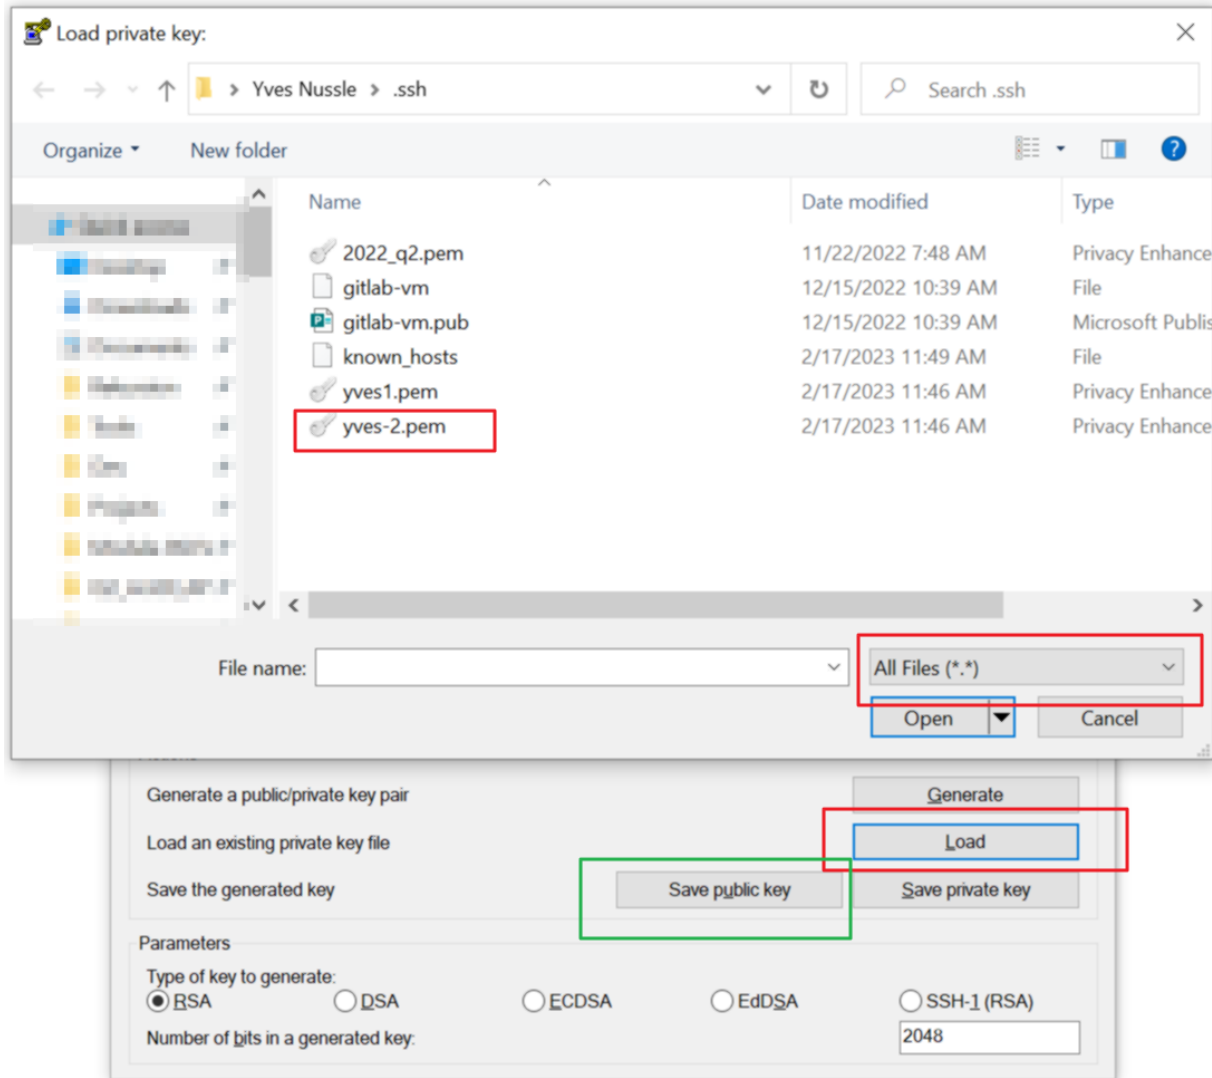 Load private key:
Yves Nussle > .ssh
Search .ssh
Organize
New folder
Name
Date modified
Type
2022_q2.pem 11/22/2022 7:48 AM Privacy Enhance
gitlab-vm 12/15/2022 10:39 AM File
gitlab-vm.pub 12/15/2022 10:39 AM Microsoft Publis
known_hosts 2/17/2023 11:49 AM File
yves1.pem 2/17/2023 11:46 AM Privacy Enhance
yves-2.pem 2/17/2023 11:46 AM Privacy Enhance
File name:
All Files (*.*)
Open
Cancel
Generate a public/private key pair
Generate
Load an existing private key file
Load
Save the generated key
Save public key
Save private key
Parameters
Type of key to generate:
RSA DSA ECDSA EdDSA SSH-1 (RSA)
Number of bits in a generated key:
2048